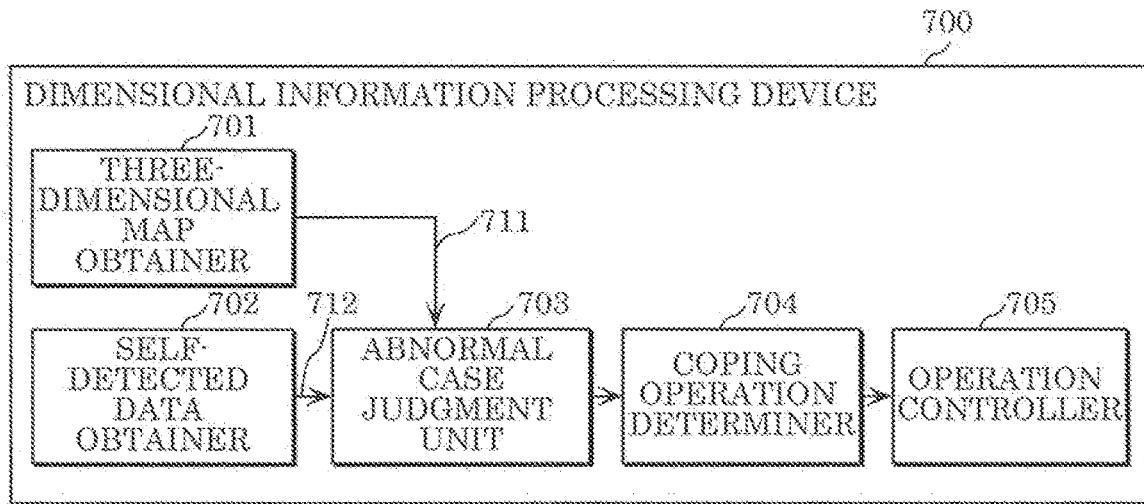 700
DIMENSIONAL INFORMATION PROCESSING DEVICE
701
THREE-
DIMENSIONAL
MAP
OBTAINER
711
702
SELF-
DETECTED
DATA
OBTAINER
712
703
ABNORMAL
CASE
JUDGMENT
UNIT
704
COPING
OPERATION
DETERMINER
705
OPERATION
CONTROLLER